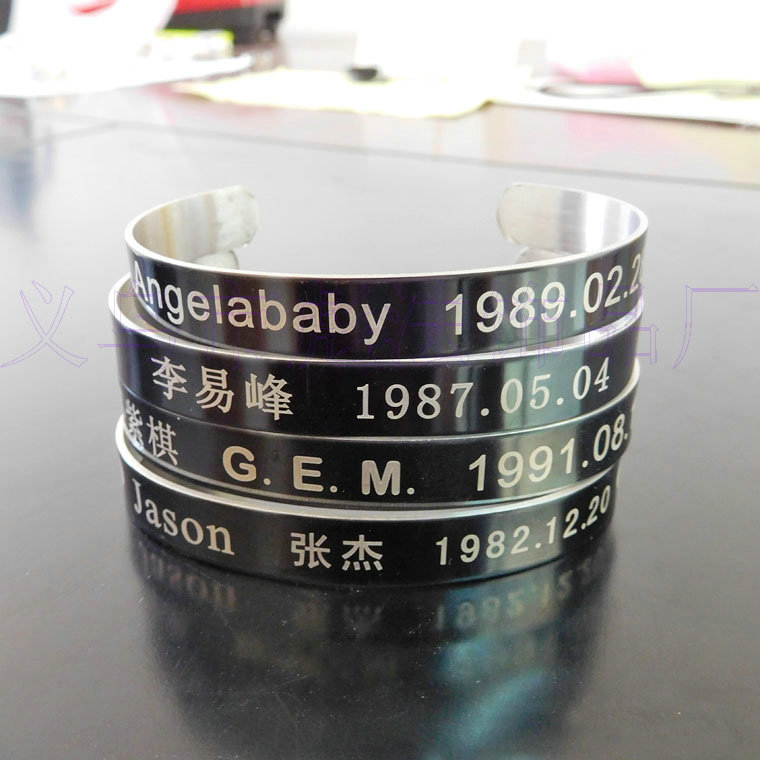 Angelababy 1989.02.2
李易峰 1987.05.04
紫棋 G.E.M. 1991.08.
Jason 张杰 1982.12.20